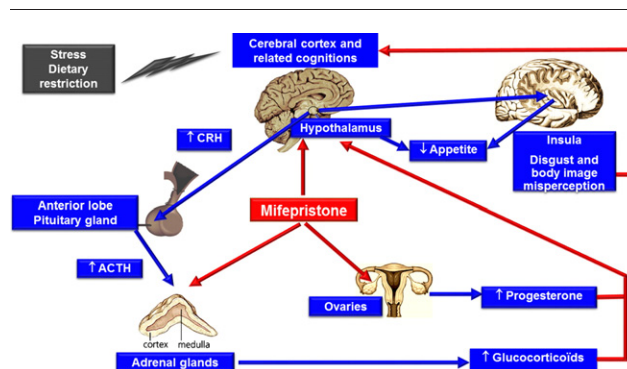 Stress
Dietary
restriction
Cerebral cortex and
related cognitions
↑ CRH
Hypothalamus
↓ Appetite
Insula
Disgust and
body image
misperception
Anterior lobe
Pituitary gland
Mifepristone
↑ ACTH
Ovaries
↑ Progesterone
cortex medulla
Adrenal glands
↑ Glucocorticoïds